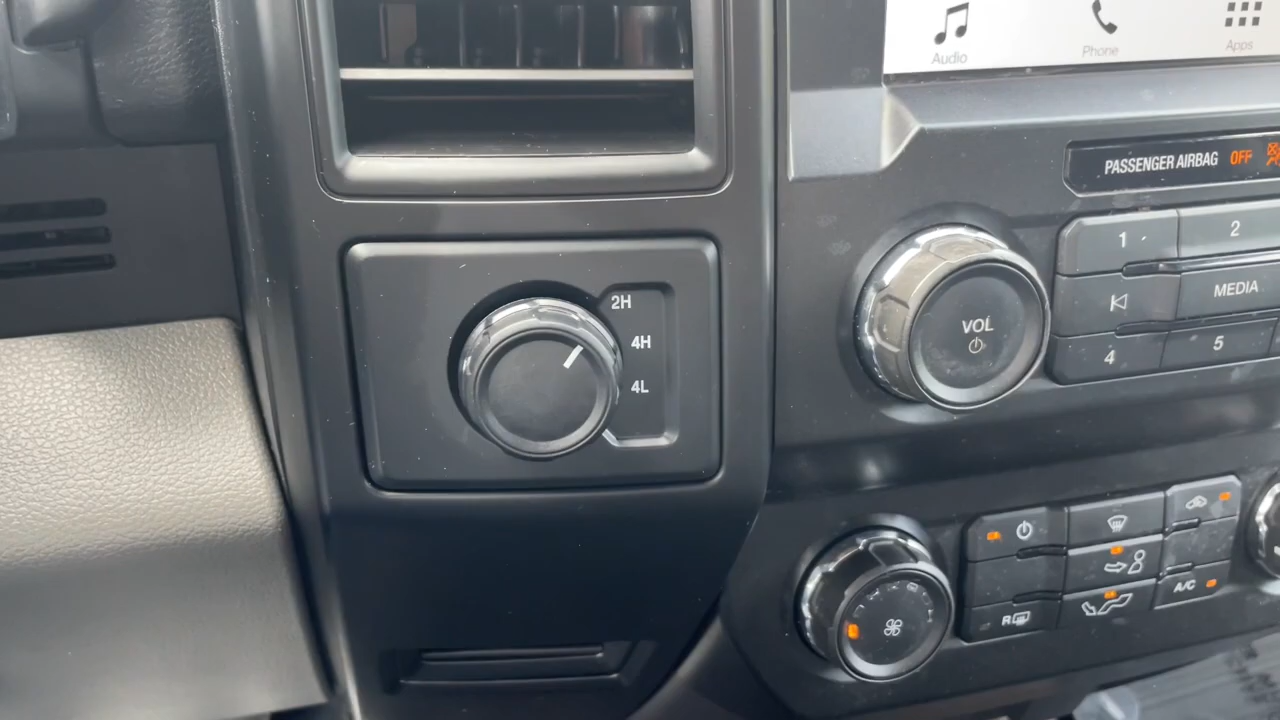 Audio
Phone
Apps
PASSENGER AIRBAG OFF
2H
4H
4L
VOL
1
2
MEDIA
4
5
R
A/C